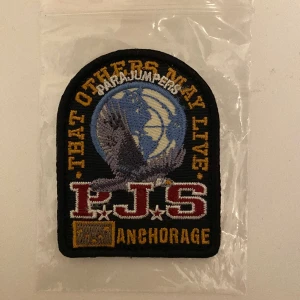 ·THAT OTHERS MAY LIVE·
PARAJUMPERS
P.J.S
ANCHORAGE